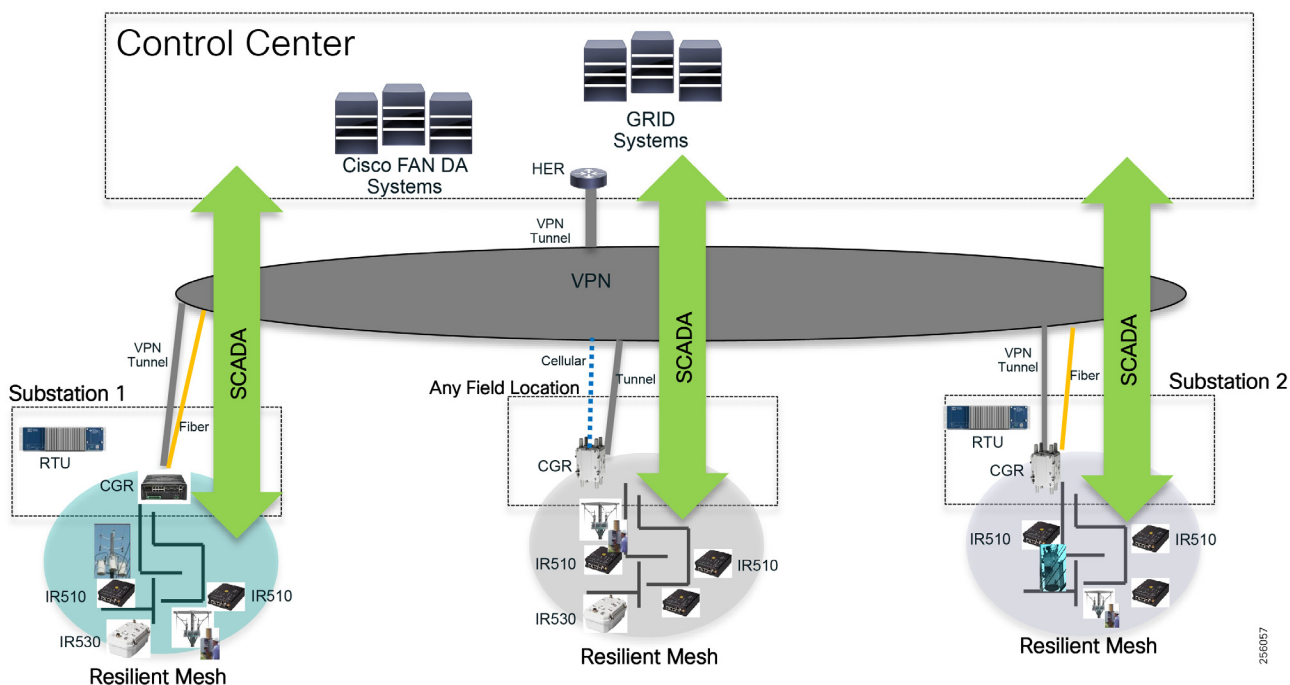 Control Center
GRID
Systems
Cisco FAN DA
Systems
HER
VPN
Tunnel
VPN
SCADA
SCADA
SCADA
VPN
Tunnel
Fiber
Cellular
Tunnel
VPN
Tunnel
Fiber
Substation 1
RTU
CGR
Any Field Location
CGR
Substation 2
RTU
CGR
IR510
IR510
IR530
Resilient Mesh
IR510
IR510
IR530
Resilient Mesh
IR510
IR510
Resilient Mesh
256057